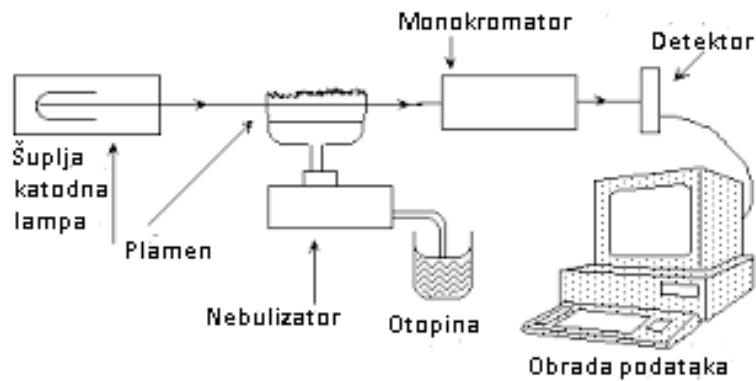 Monokromator
Detektor
Šuplja
katodna
lampa
Plamen
Nebulizator
Otopina
Obrada podataka